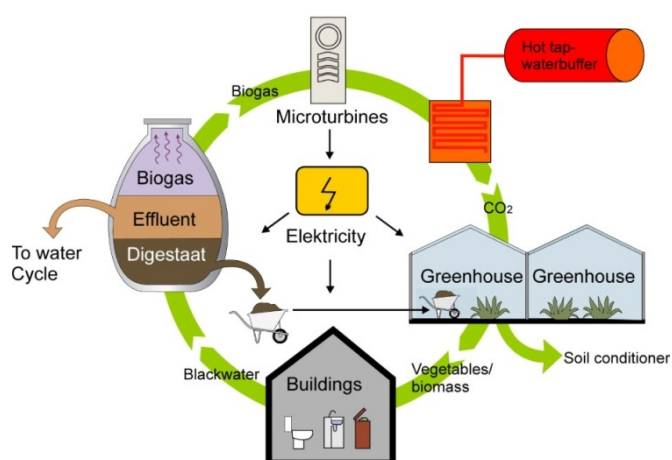 Hot tap-
waterbuffer
Biogas
Microturbines
Biogas
Effluent
Digestaat
To water
Cycle
Elektricity
CO₂
Greenhouse
Greenhouse
Soil conditioner
Vegetables/
biomass
Blackwater
Buildings